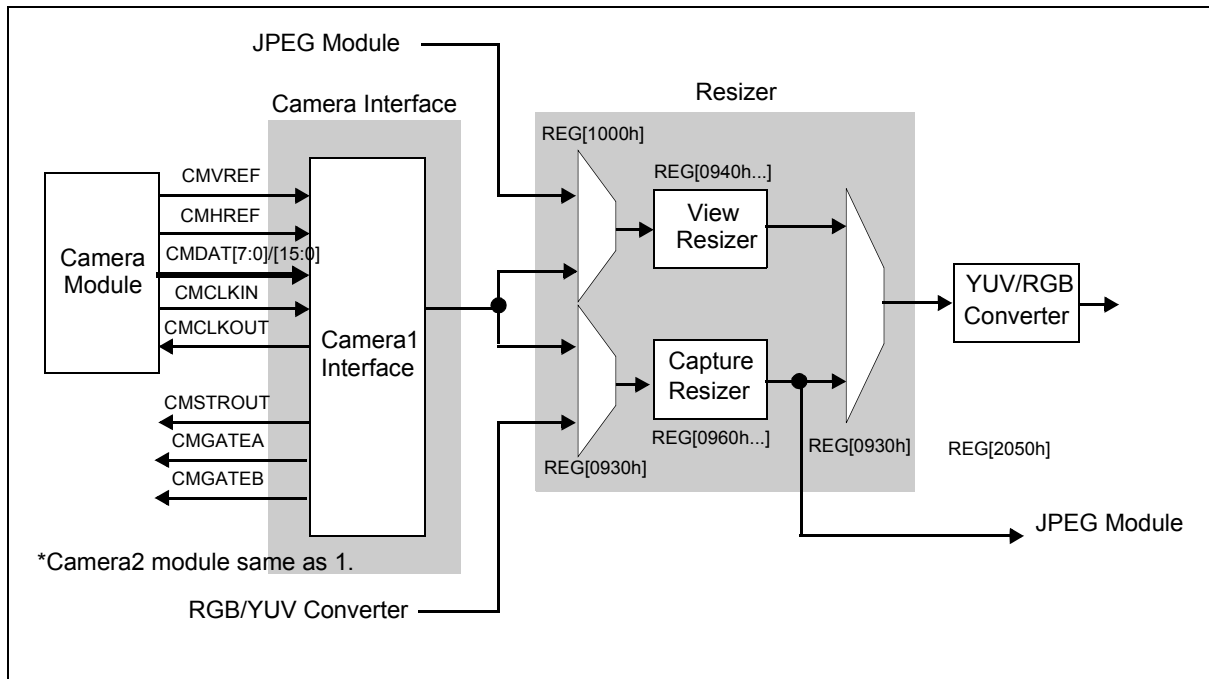 JPEG Module
Camera Interface
Resizer
REG[1000h]
CMVREF
REG[0940h...]
CMHREF
View
Resizer
CMDAT[7:0]/[15:0]
Camera
Module
YUV/RGB
Converter
CMCLKIN
CMCLKOUT
Camera1
Interface
Capture
Resizer
CMSTROUT
CMGATEA
REG[0960h...]
REG[0930h]
REG[2050h]
REG[0930h]
CMGATEB
JPEG Module
*Camera2 module same as 1.
RGB/YUV Converter